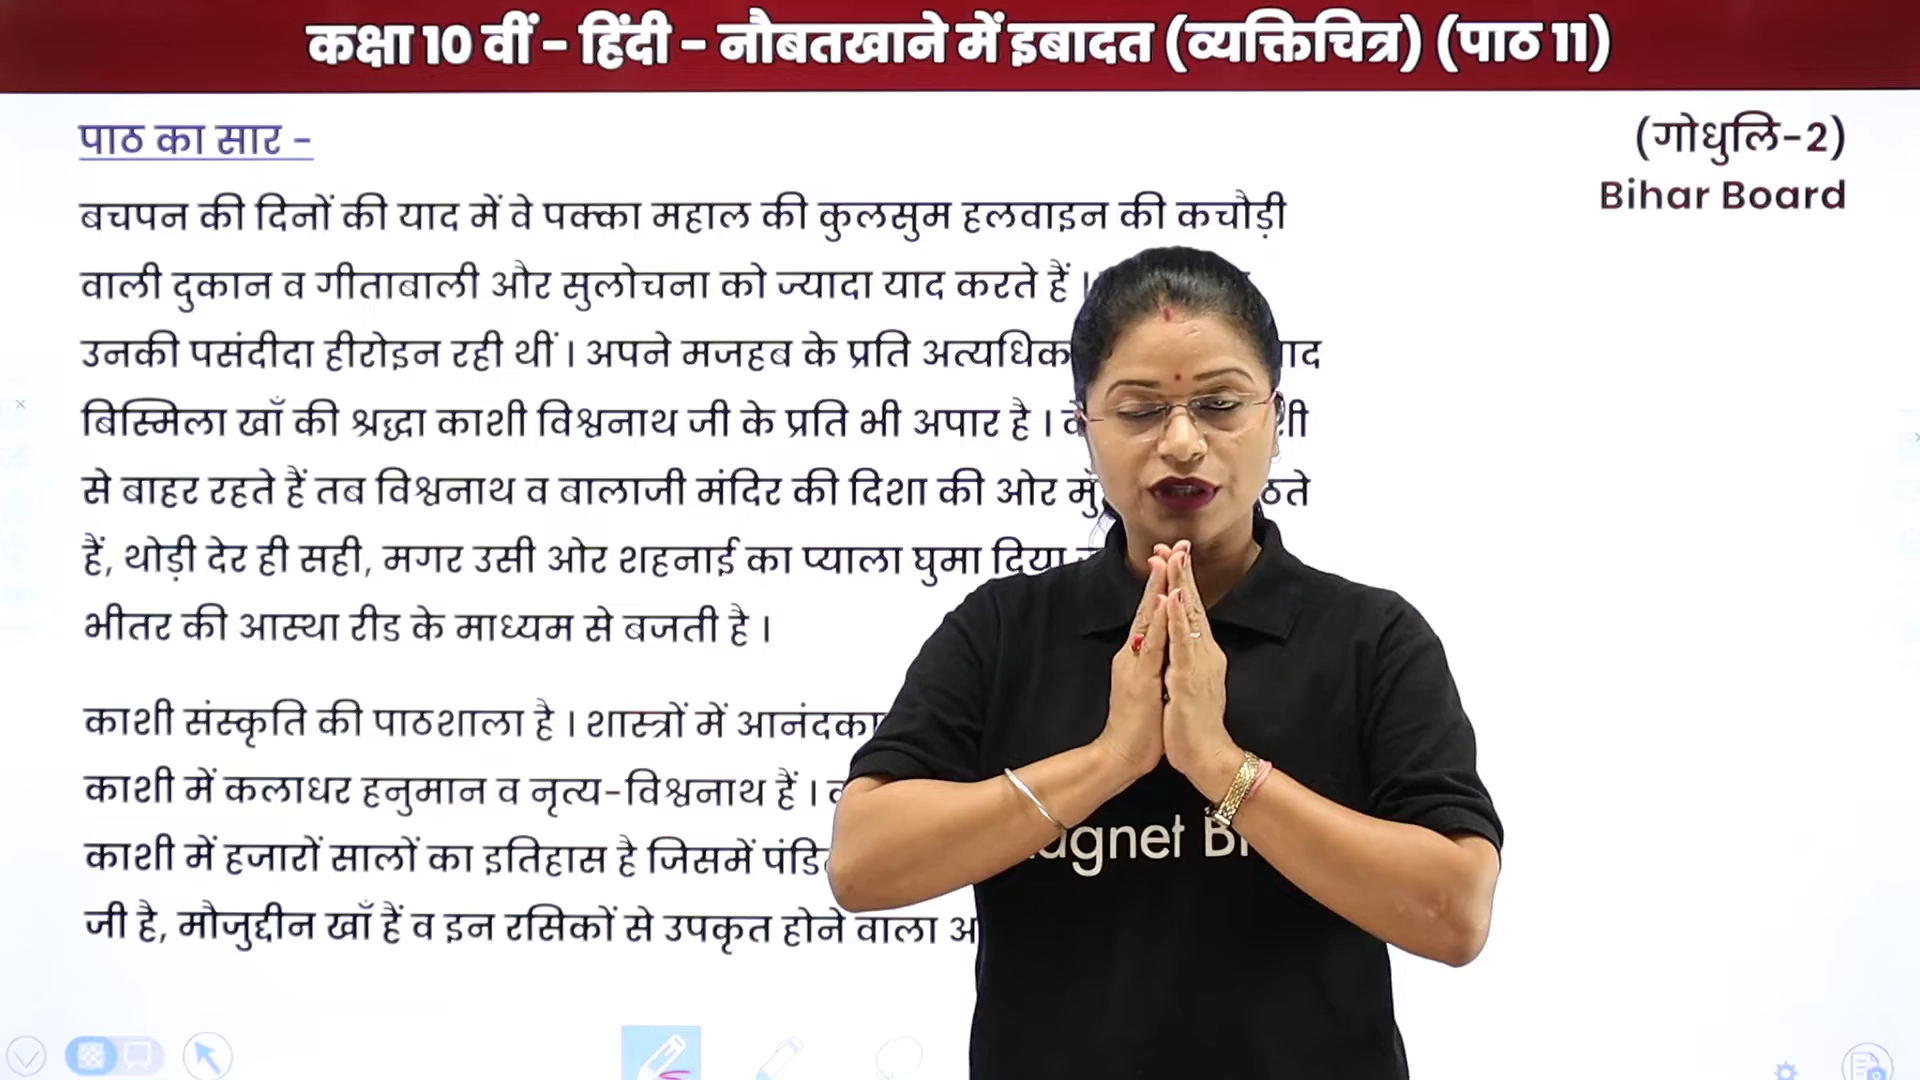 कक्षा 10 वीं - हिंदी - नौबतखाने में इबादत (व्यक्तिचित्र) (पाठ 11)
पाठ का सार -
(गोधुलि-2)
Bihar Board
बचपन की दिनों की याद में वे पक्का महाल की कुलसुम हलवाइन की कचौड़ी
वाली दुकान व गीताबाली और सुलोचना को ज्यादा याद करते हैं ।
उनकी पसंदीदा हीरोइन रही थीं । अपने मजहब के प्रति अत्यधिक
बिस्मिला खाँ की श्रद्धा काशी विश्वनाथ जी के प्रति भी अपार है ।
से बाहर रहते हैं तब विश्वनाथ व बालाजी मंदिर की दिशा की ओर
हैं, थोड़ी देर ही सही, मगर उसी ओर शहनाई का प्याला घुमा दिया
भीतर की आस्था रीड के माध्यम से बजती है ।
काशी संस्कृति की पाठशाला है । शास्त्रों में
काशी में कलाधर हनुमान व नृत्य-विश्वनाथ हैं ।
काशी में हजारों सालों का इतिहास है जिसमें
जी है, मौजुद्दीन खाँ हैं व इन रसिकों से उपकृत होने वाला